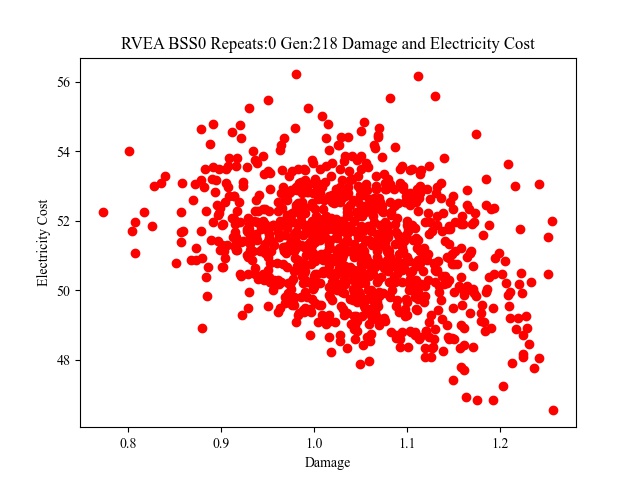 RVEA BSS0 Repeats:0 Gen:218 Damage and Electricity Cost
56
54
52
50
48
Electricity Cost
0.8 0.9 1.0 1.1 1.2
Damage